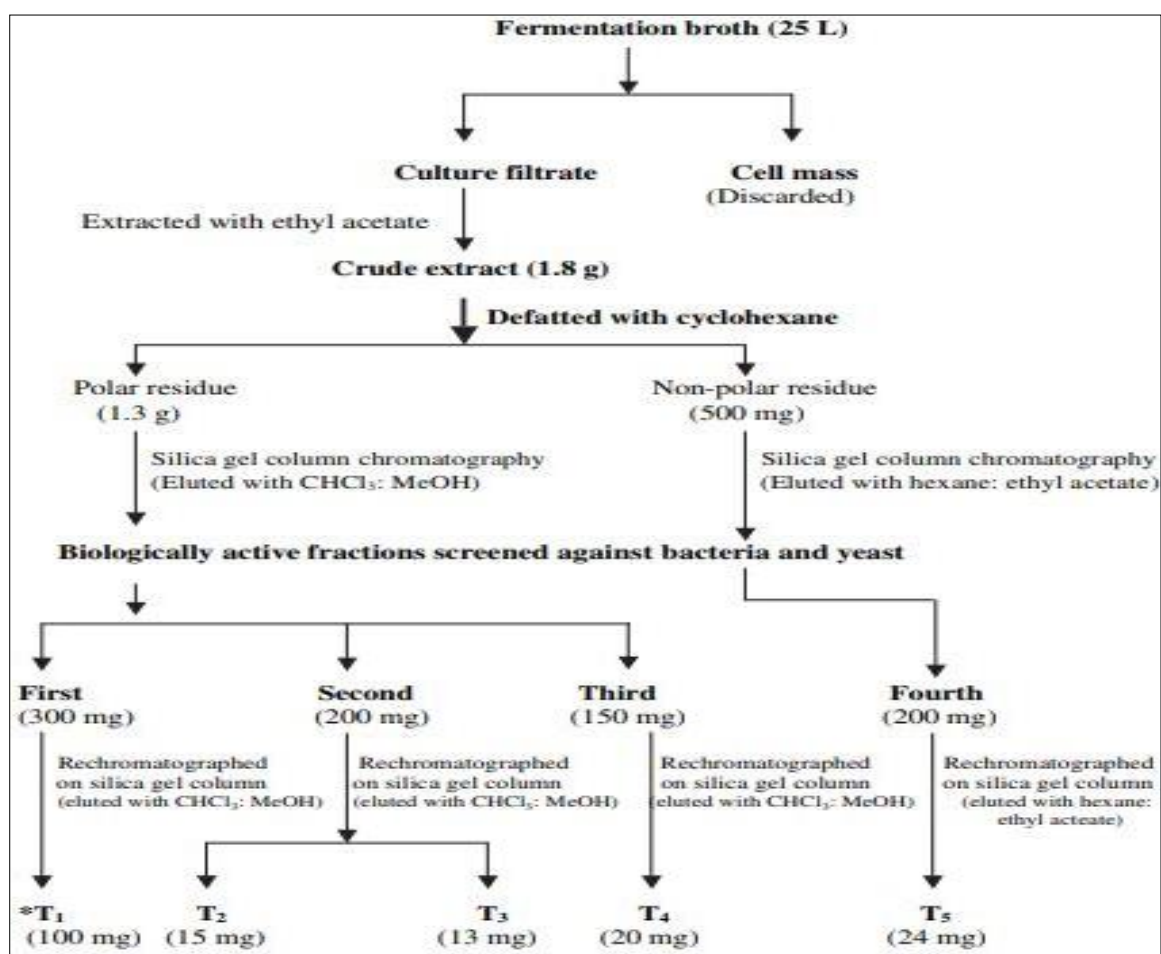 Fermentation broth (25 L)
Culture filtrate
Cell mass
(Discarded)
Extracted with ethyl acetate
Crude extract (1.8 g)
Defatted with cyclohexane
Polar residue
(1.3 g)
Non-polar residue
(500 mg)
Silica gel column chromatography
(Eluted with CHCl₃: MeOH)
Silica gel column chromatography
(Eluted with hexane: ethyl acetate)
Biologically active fractions screened against bacteria and yeast
First
(300 mg)
Second
(200 mg)
Third
(150 mg)
Fourth
(200 mg)
Rechromatographed
on silica gel column
(eluted with CHCl₃: MeOH)
Rechromatographed
on silica gel column
(eluted with CHCl₃: MeOH)
Rechromatographed
on silica gel column
(eluted with CHCl₃: MeOH)
Rechromatographed
on silica gel column
(eluted with hexane:
ethyl acteate)
*T₁
(100 mg)
T₂
(15 mg)
T₃
(13 mg)
T₄
(20 mg)
T₅
(24 mg)